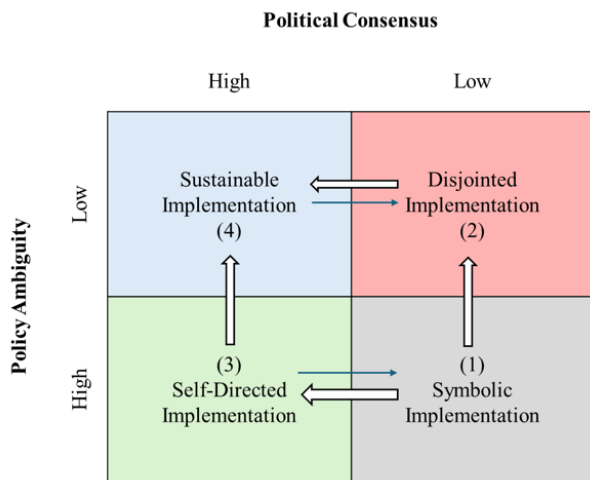 Political Consensus
High
Low
Policy Ambiguity
Low
Sustainable
Implementation
(4)
Disjointed
Implementation
(2)
High
(3)
Self-Directed
Implementation
(1)
Symbolic
Implementation